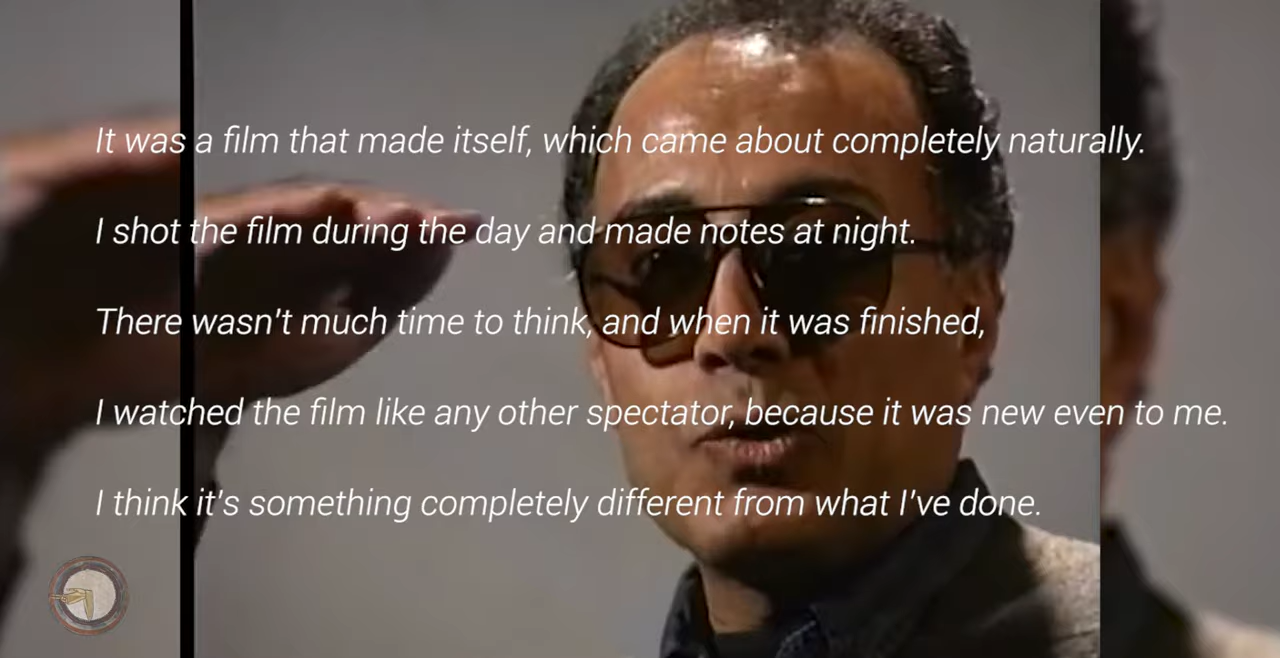 It was a film that made itself, which came about completely naturally.
I shot the film during the day and made notes at night.
There wasn't much time to think, and when it was finished,
I watched the film like any other spectator, because it was new even to me.
I think it's something completely different from what I've done.